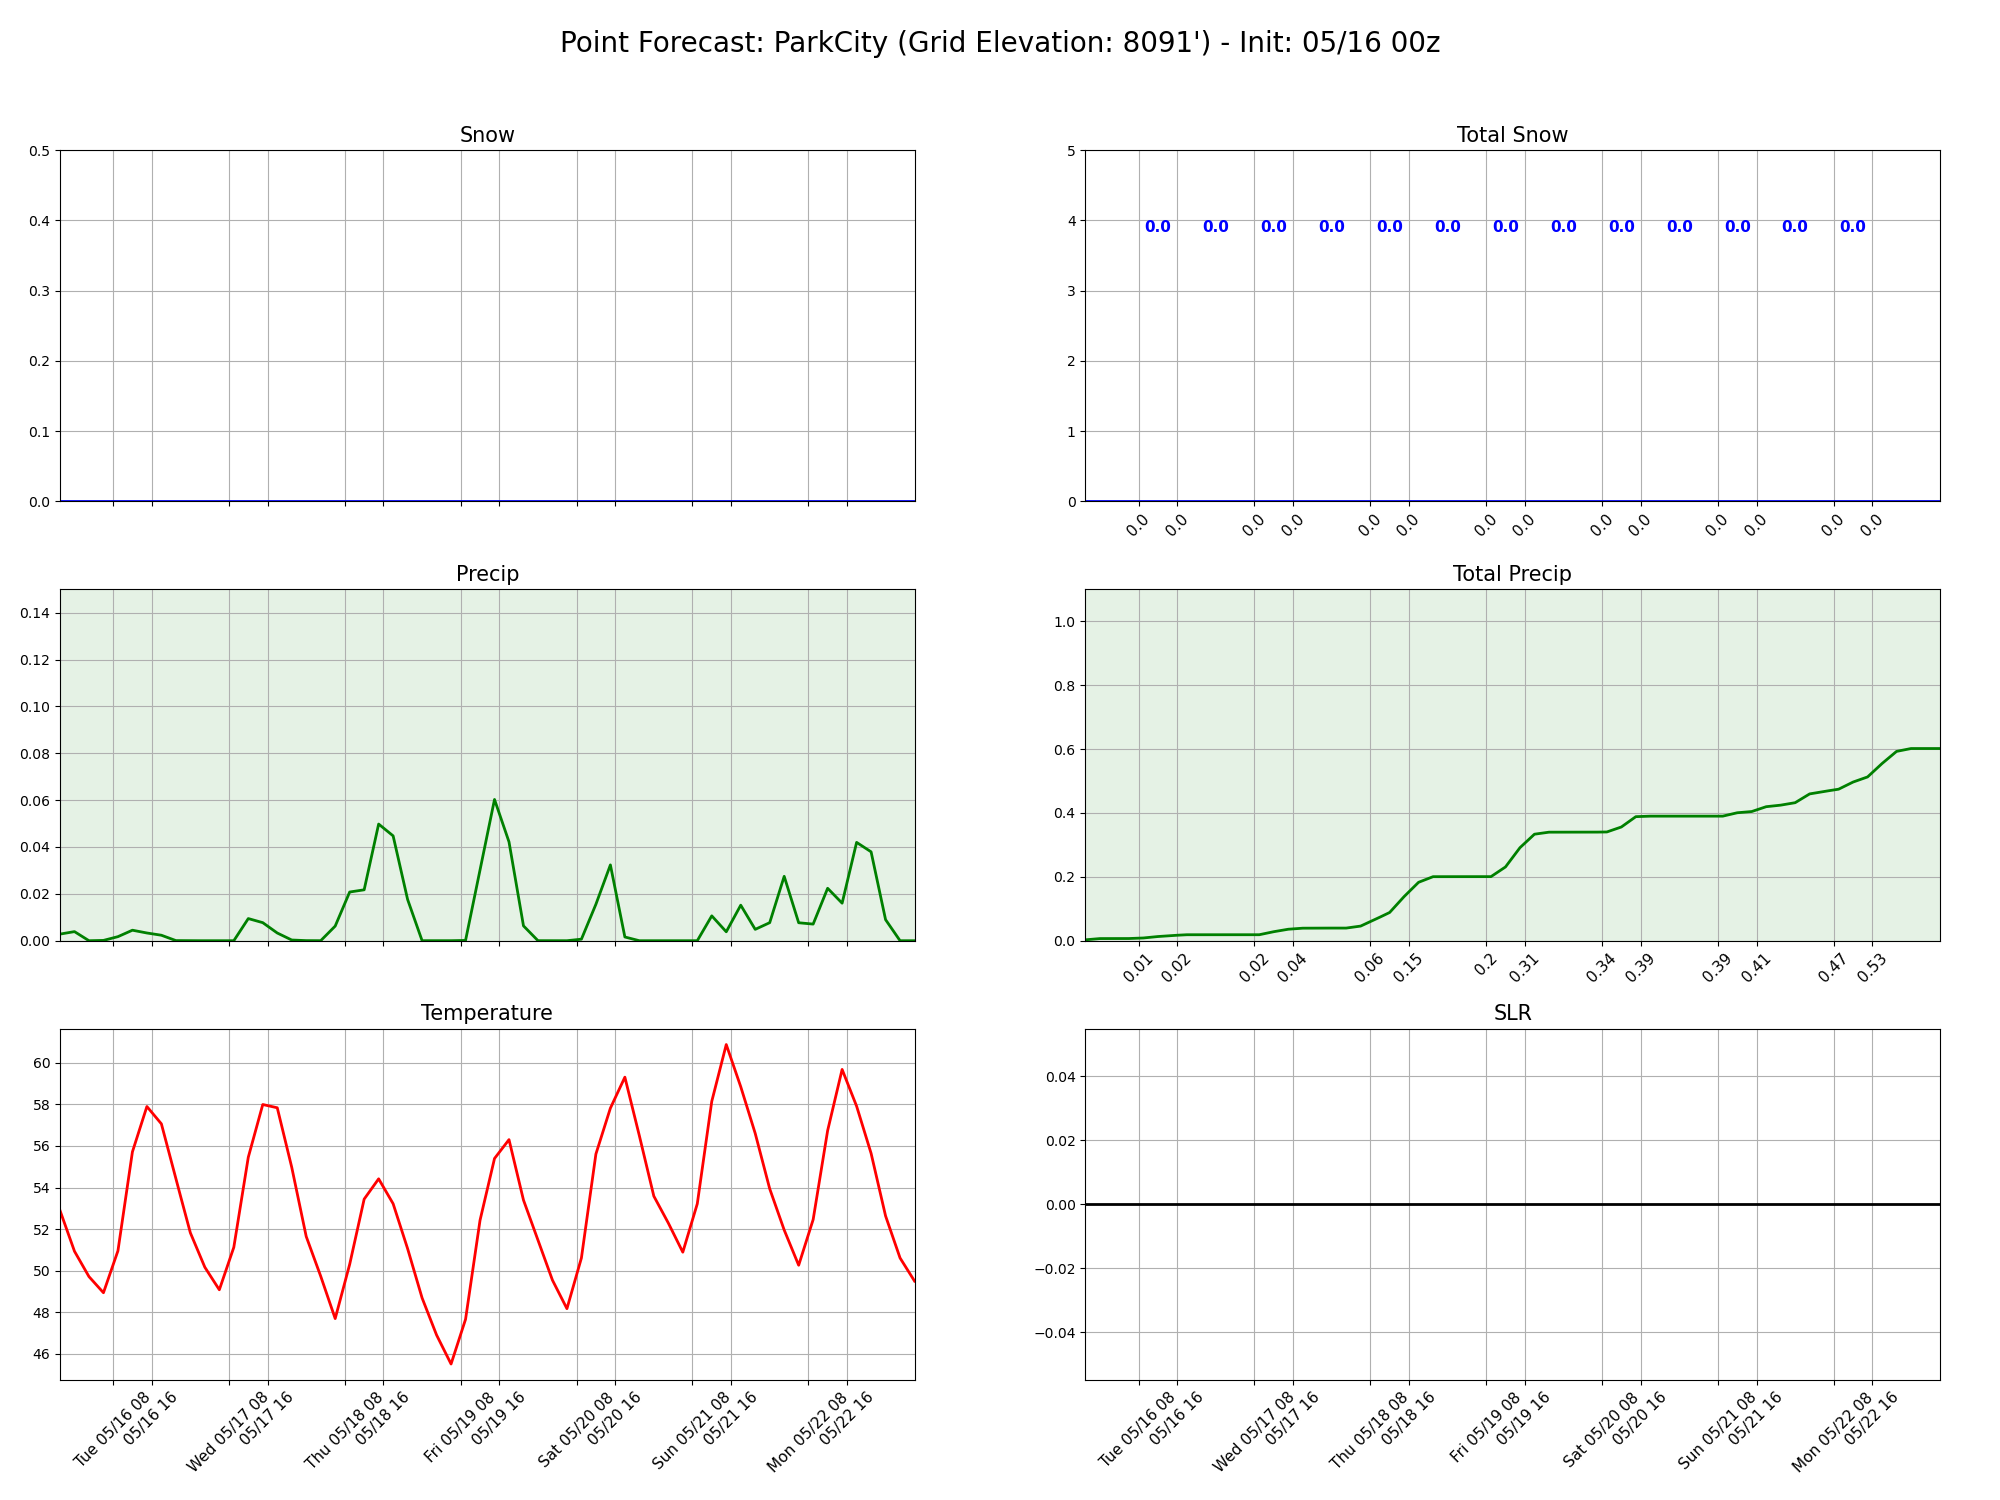 Point Forecast: ParkCity (Grid Elevation: 8091') - Init: 05/16 00z
Snow
0.5
0.4
0.3
0.2
0.1
0.0
Total Snow
5
4
3
2
1
0
0.0 0.0 0.0 0.0 0.0 0.0 0.0 0.0 0.0 0.0 0.0 0.0 0.0
0.0 0.0 0.0 0.0 0.0 0.0 0.0 0.0 0.0 0.0 0.0 0.0 0.0 0.0
Precip
0.14
0.12
0.10
0.08
0.06
0.04
0.02
0.00
Total Precip
1.0
0.8
0.6
0.4
0.2
0.0
0.01 0.02 0.02 0.04 0.06 0.15 0.2 0.31 0.34 0.39 0.39 0.41 0.47 0.53
Temperature
60
58
56
54
52
50
48
46
Tue 05/16 08
05/16 16
Wed 05/17 08
05/17 16
Thu 05/18 08
05/18 16
Fri 05/19 08
05/19 16
Sat 05/20 08
05/20 16
Sun 05/21 08
05/21 16
Mon 05/22 08
05/22 16
SLR
0.04
0.02
0.00
−0.02
−0.04
Tue 05/16 08
05/16 16
Wed 05/17 08
05/17 16
Thu 05/18 08
05/18 16
Fri 05/19 08
05/19 16
Sat 05/20 08
05/20 16
Sun 05/21 08
05/21 16
Mon 05/22 08
05/22 16